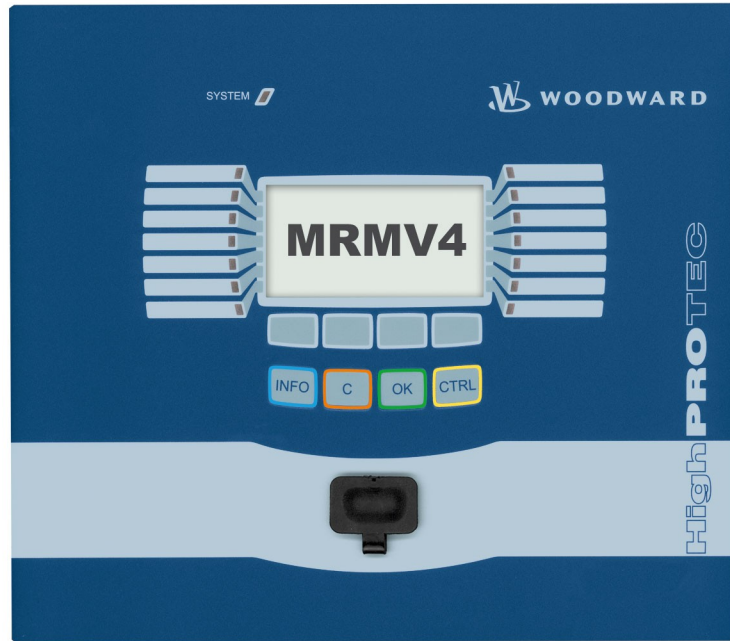 SYSTEM
WOODWARD
MRMV4
INFO
C
OK
CTRL
HighPROTEC